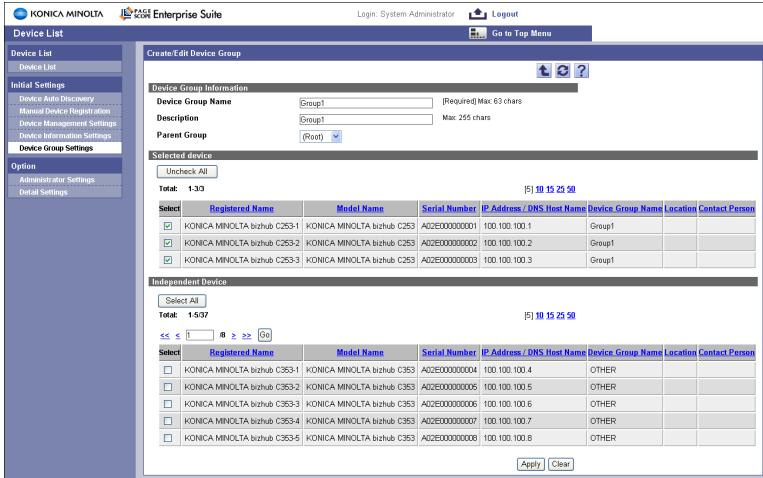 KONICA MINOLTA PAGE SCOPE Enterprise Suite Login: System Administrator Logout
Device List Go to Top Menu
Device List
Device List
Initial Settings
Device Auto Discovery
Manual Device Registration
Device Management Settings
Device Information Settings
Device Group Settings
Option
Administrator Settings
Detail Settings
Create/Edit Device Group
?
Device Group Information
Device Group Name Group1 [Required] Max: 63 chars
Description Group1 Max: 255 chars
Parent Group (Root)
Selected device
Uncheck All
Total: 1-3/3 [5] 10 15 25 50
Select Registered Name Model Name Serial Number IP Address / DNS Host Name Device Group Name Location Contact Person
KONICA MINOLTA bizhub C253-1 KONICA MINOLTA bizhub C253 A02E000000001 100.100.100.1 Group1
KONICA MINOLTA bizhub C253-2 KONICA MINOLTA bizhub C253 A02E000000002 100.100.100.2 Group1
KONICA MINOLTA bizhub C253-3 KONICA MINOLTA bizhub C253 A02E000000003 100.100.100.3 Group1
Independent Device
Select All
Total: 1-5/37 [5] 10 15 25 50
<< < 1 /8 > >> Go
Select Registered Name Model Name Serial Number IP Address / DNS Host Name Device Group Name Location Contact Person
KONICA MINOLTA bizhub C353-1 KONICA MINOLTA bizhub C353 A02E000000004 100.100.100.4 OTHER
KONICA MINOLTA bizhub C353-2 KONICA MINOLTA bizhub C353 A02E000000005 100.100.100.5 OTHER
KONICA MINOLTA bizhub C353-3 KONICA MINOLTA bizhub C353 A02E000000006 100.100.100.6 OTHER
KONICA MINOLTA bizhub C353-4 KONICA MINOLTA bizhub C353 A02E000000007 100.100.100.7 OTHER
KONICA MINOLTA bizhub C353-5 KONICA MINOLTA bizhub C353 A02E000000008 100.100.100.8 OTHER
Apply Clear